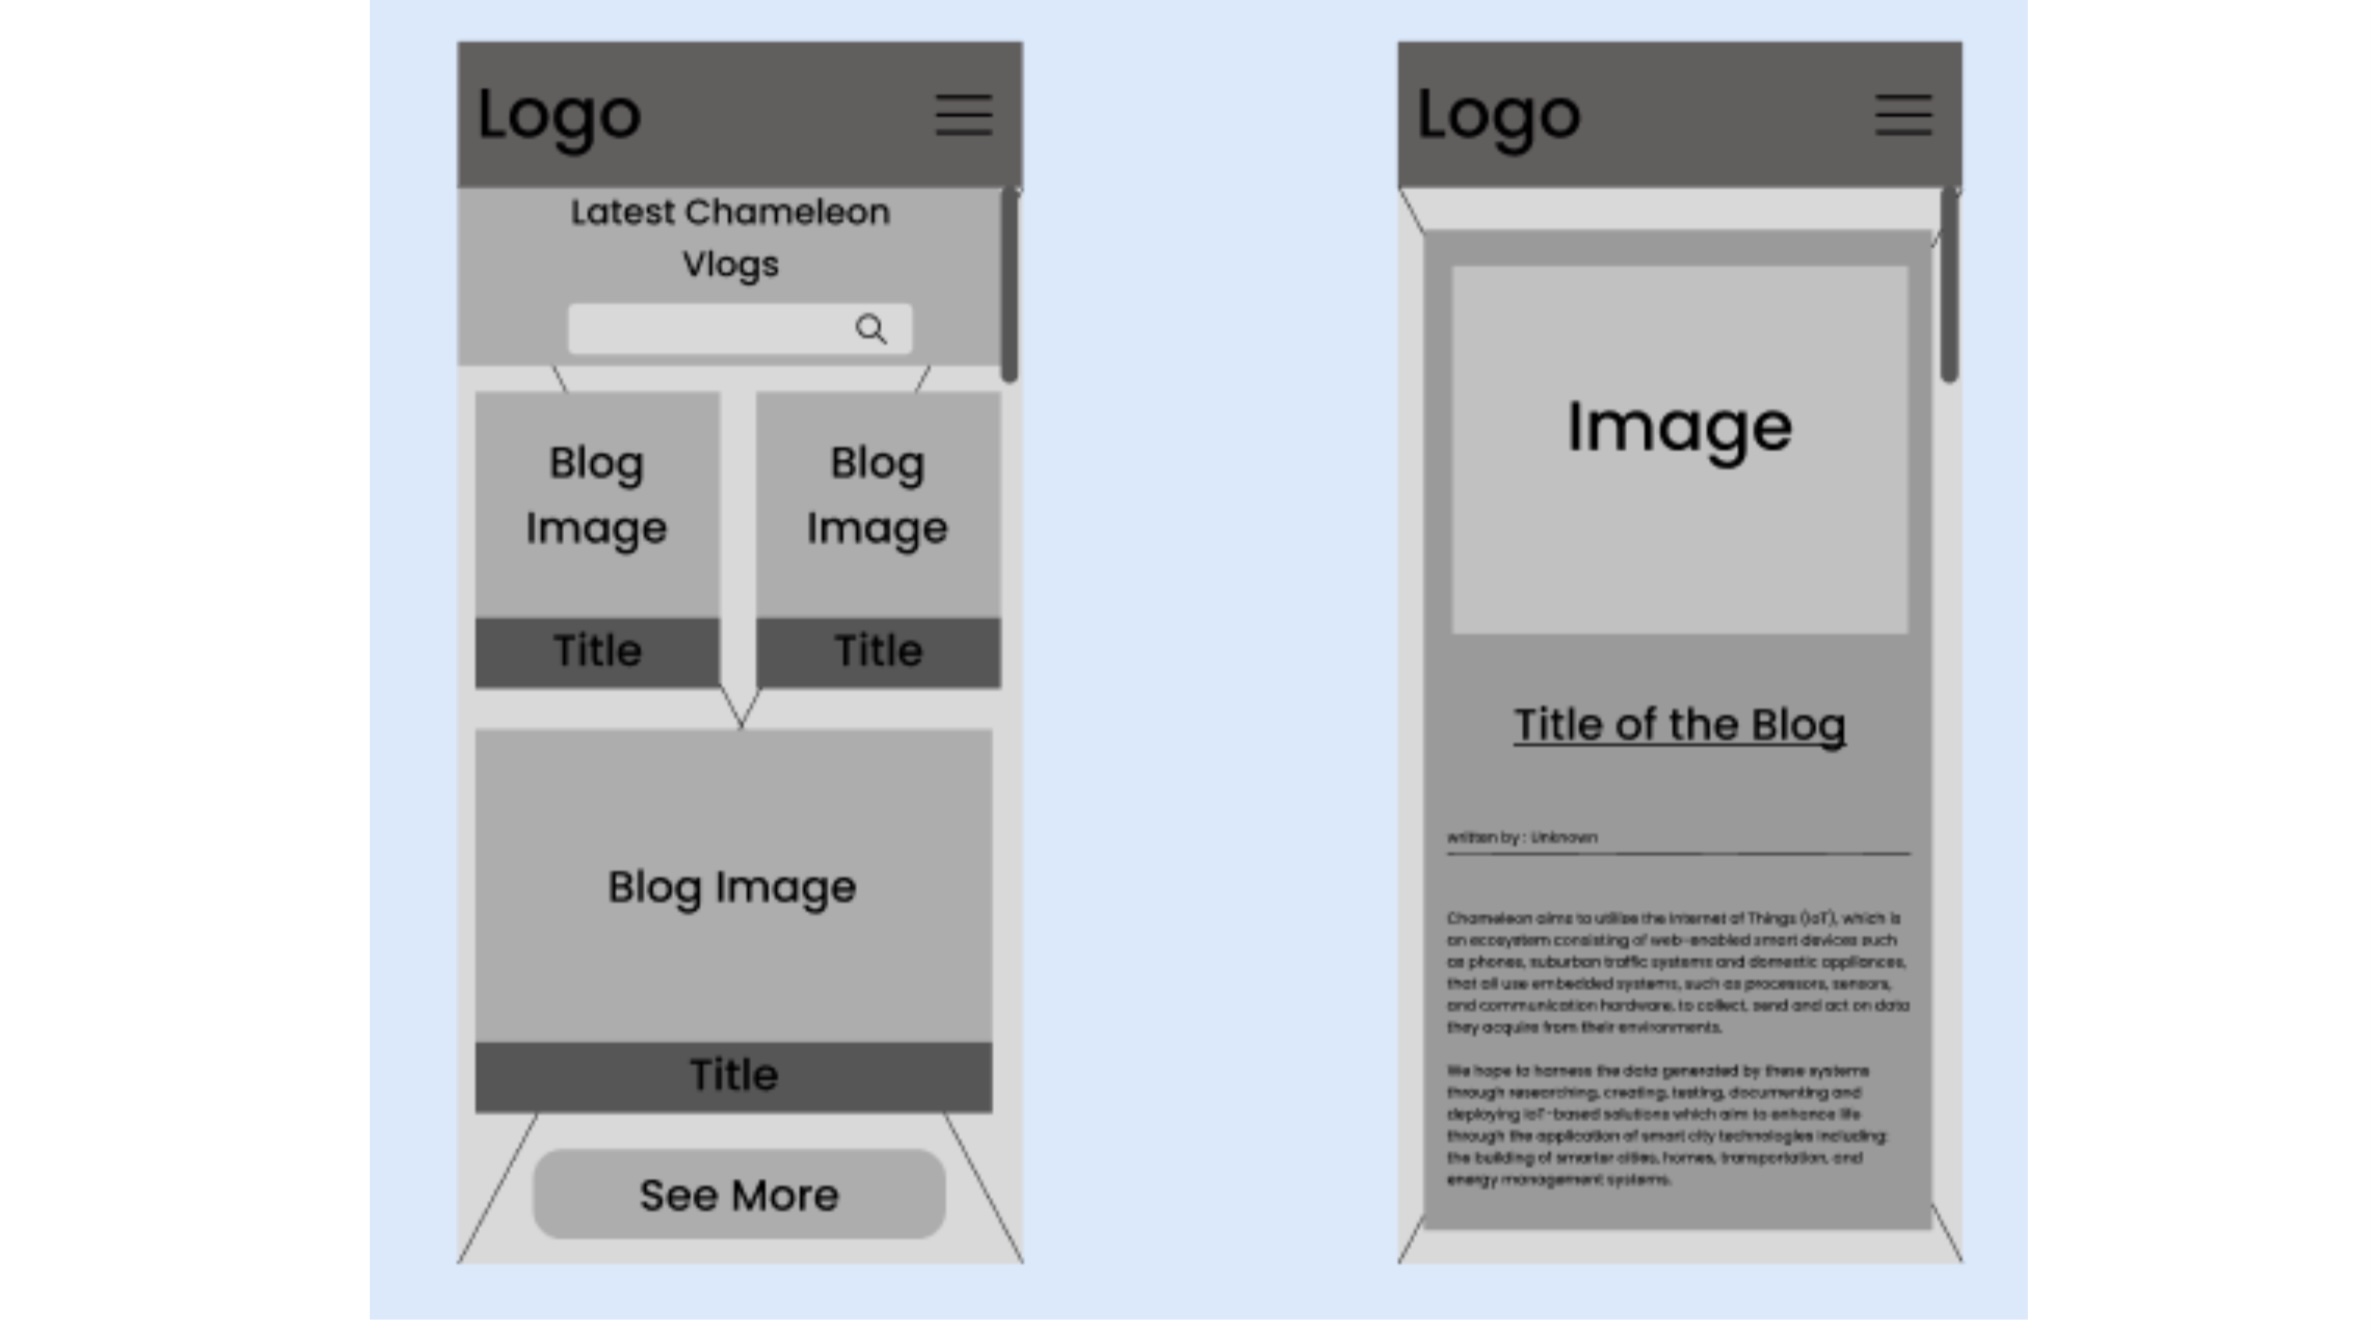 Logo
Latest Chameleon
Vlogs
Blog
Image
Title
Blog
Image
Title
Blog Image
Title
See More
Logo
Image
Title of the Blog
written by : Unknown
Chameleon aims to utilise the Internet of Things (IoT), which is
an ecosystem consisting of web-enabled smart devices such
as phones, suburban traffic systems and domestic appliances,
that all use embedded systems, such as processors, sensors,
and communication hardware, to collect, send and act on data
they acquire from their environments.
We hope to harness the data generated by these systems
through researching, creating, testing, documenting and
deploying IoT-based solutions which aim to enhance life
through the application of smart city technologies including:
the building of smarter cities, homes, transportation, and
energy management systems.